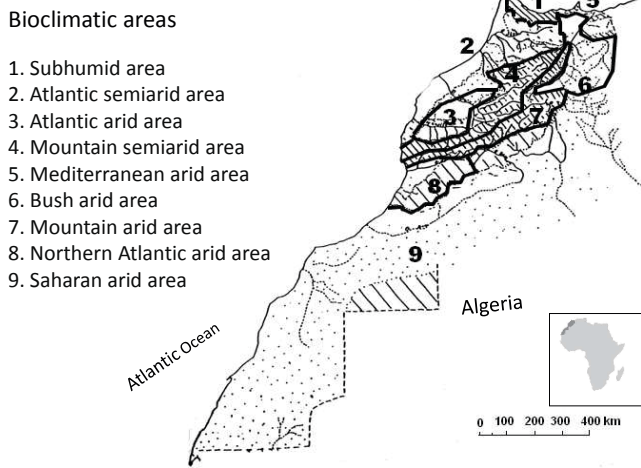 Bioclimatic areas
1. Subhumid area
2. Atlantic semiarid area
3. Atlantic arid area
4. Mountain semiarid area
5. Mediterranean arid area
6. Bush arid area
7. Mountain arid area
8. Northern Atlantic arid area
9. Saharan arid area
1
5
2
4
6
3
7
8
9
Algeria
Atlantic Ocean
0 100 200 300 400 km